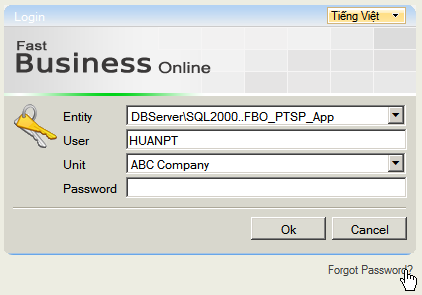 Login
Tiếng Việt
Fast
Business Online
Entity DBServer\SQL2000..FBO_PTSP_App
User HUANPT
Unit ABC Company
Password
Ok Cancel
Forgot Password?